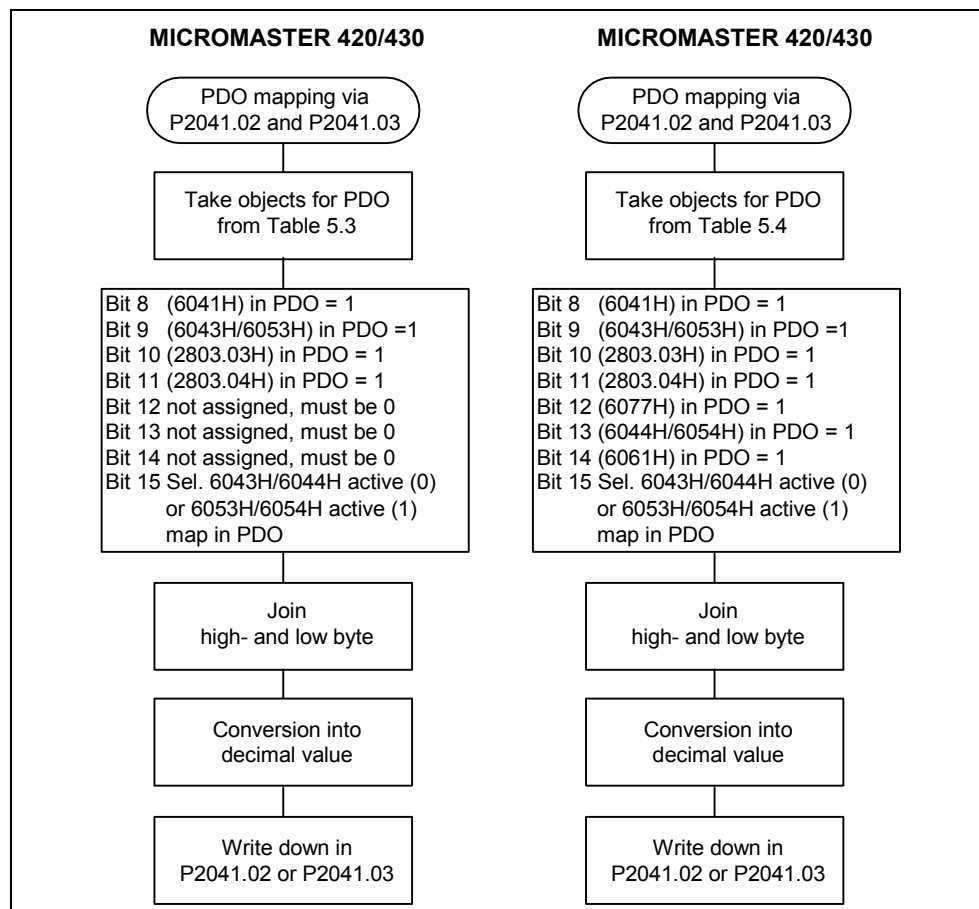 MICROMASTER 420/430
PDO mapping via
P2041.02 and P2041.03
Take objects for PDO
from Table 5.3
Bit 8 (6041H) in PDO = 1
Bit 9 (6043H/6053H) in PDO =1
Bit 10 (2803.03H) in PDO = 1
Bit 11 (2803.04H) in PDO = 1
Bit 12 not assigned, must be 0
Bit 13 not assigned, must be 0
Bit 14 not assigned, must be 0
Bit 15 Sel. 6043H/6044H active (0)
or 6053H/6054H active (1)
map in PDO
Join
high- and low byte
Conversion into
decimal value
Write down in
P2041.02 or P2041.03
MICROMASTER 420/430
PDO mapping via
P2041.02 and P2041.03
Take objects for PDO
from Table 5.4
Bit 8 (6041H) in PDO = 1
Bit 9 (6043H/6053H) in PDO =1
Bit 10 (2803.03H) in PDO = 1
Bit 11 (2803.04H) in PDO = 1
Bit 12 (6077H) in PDO = 1
Bit 13 (6044H/6054H) in PDO = 1
Bit 14 (6061H) in PDO = 1
Bit 15 Sel. 6043H/6044H active (0)
or 6053H/6054H active (1)
map in PDO
Join
high- and low byte
Conversion into
decimal value
Write down in
P2041.02 or P2041.03